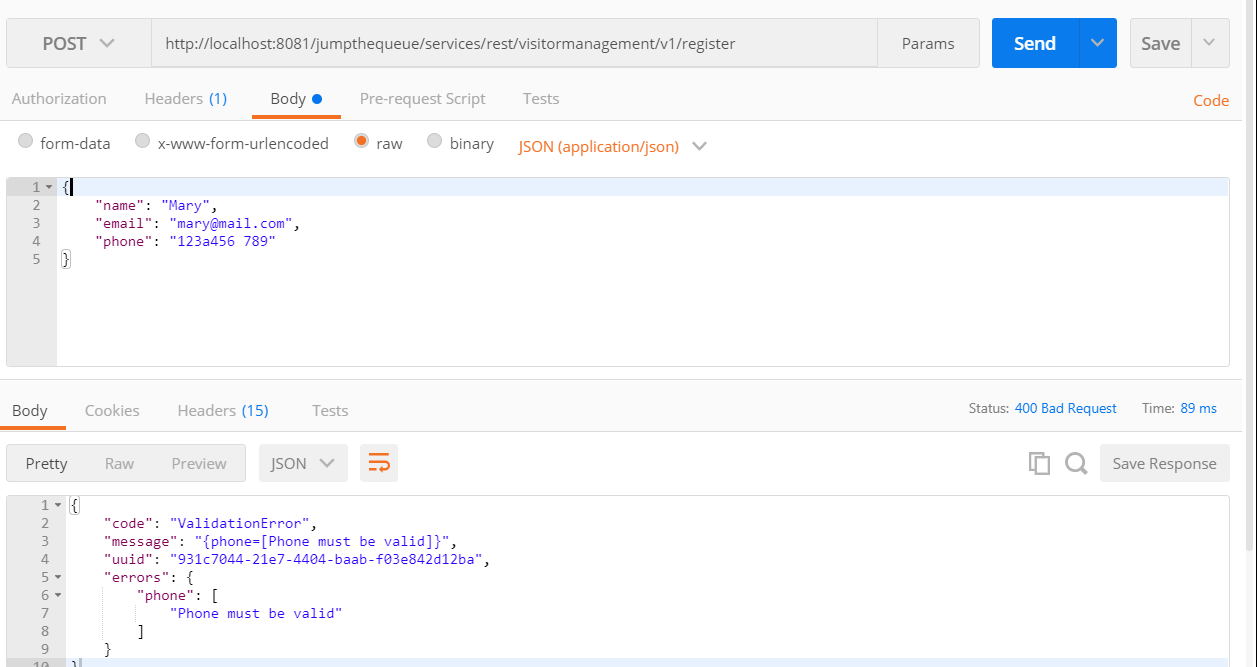 POST http://localhost:8081/jumpthequeue/services/rest/visitormanagement/v1/register Params Send Save
Authorization Headers (1) Body Pre-request Script Tests Code
form-data x-www-form-urlencoded raw binary JSON (application/json)
1 {
2 "name": "Mary",
3 "email": "mary@mail.com",
4 "phone": "123a456 789"
5 }
Body Cookies Headers (15) Tests Status: 400 Bad Request Time: 89 ms
Pretty Raw Preview JSON Save Response
1 {
2 "code": "ValidationError",
3 "message": "{phone=[Phone must be valid]}",
4 "uuid": "931c7044-21e7-4404-baab-f03e842d12ba",
5 "errors": {
6 "phone": [
7 "Phone must be valid"
8 ]
9 }
10 }